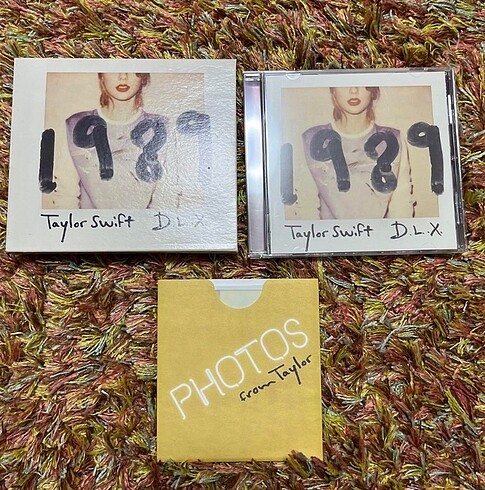 1989
Taylor Swift D.L.X.
1989
Taylor Swift D.L.X.
PHOTOS
from Taylor